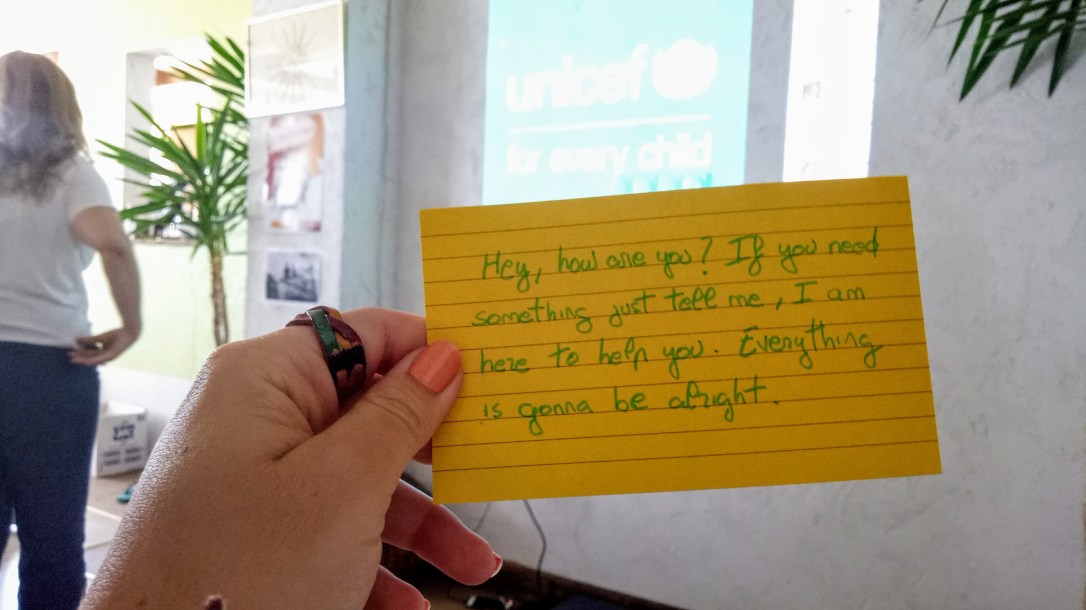 unicef
for every child
Hey, how are you? If you need
something just tell me, I am
here to help you. Everything
is gonna be alright.